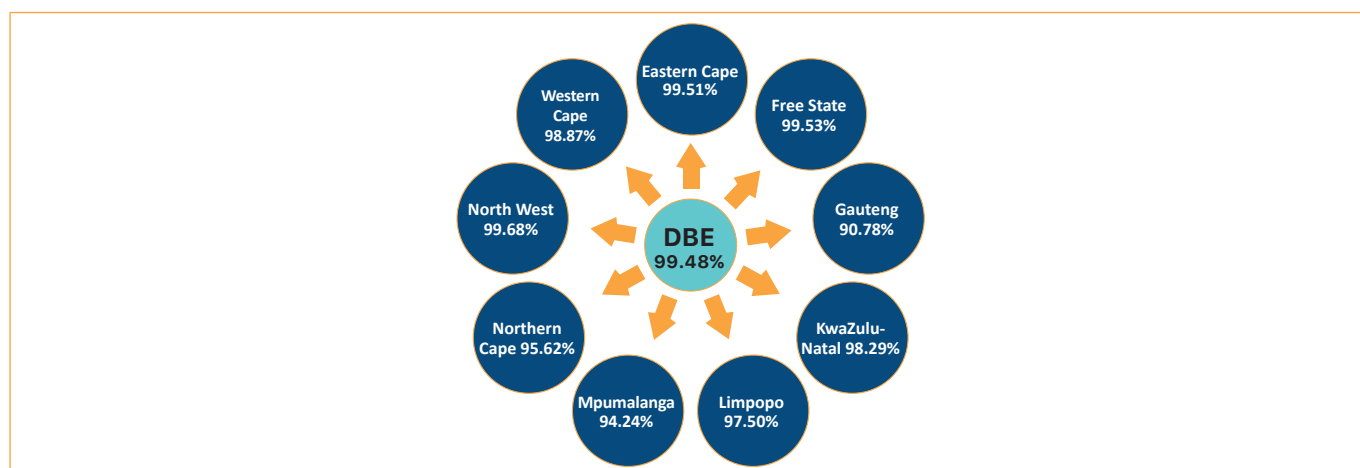 Eastern Cape
99.51%
Free State
99.53%
Gauteng
90.78%
KwaZulu-
Natal 98.29%
Limpopo
97.50%
Mpumalanga
94.24%
Northern
Cape 95.62%
North West
99.68%
Western
Cape
98.87%
DBE
99.48%